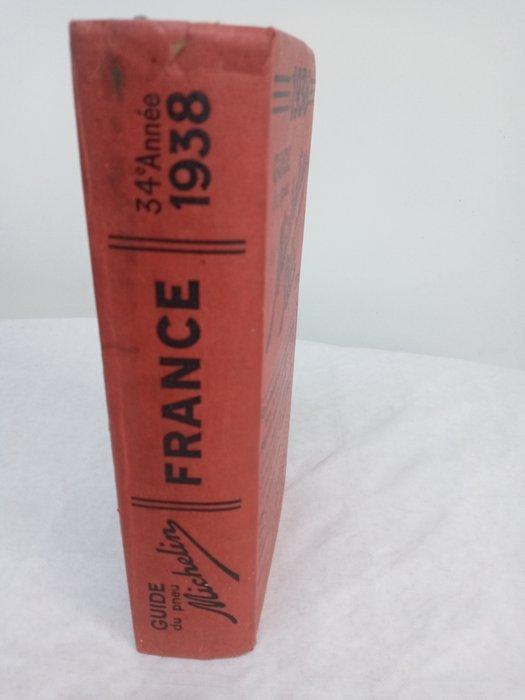 GUIDE
du pneu
Michelin
FRANCE
34e Année
1938